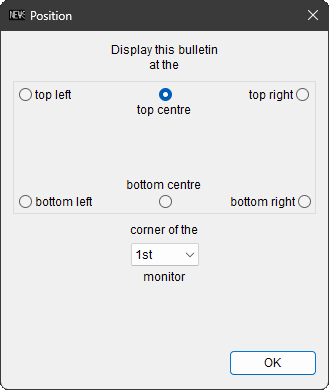 NEWS Position
Display this bulletin
at the
top left
top right
top centre
bottom centre
bottom left
bottom right
corner of the
1st
monitor
OK